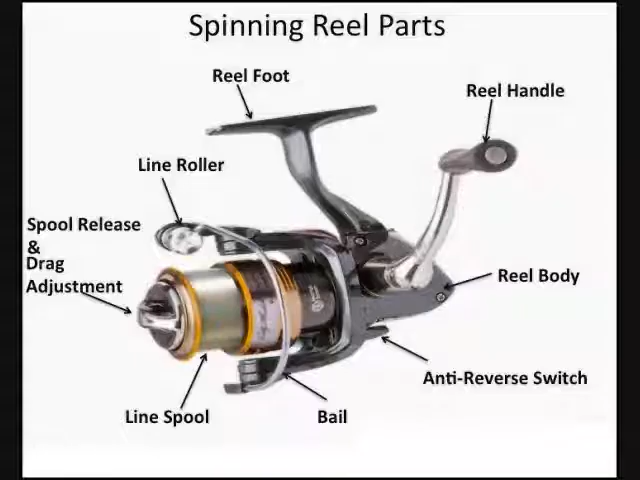 Spinning Reel Parts
Reel Foot
Reel Handle
Line Roller
Spool Release
&
Drag
Adjustment
Reel Body
Anti-Reverse Switch
Line Spool
Bail